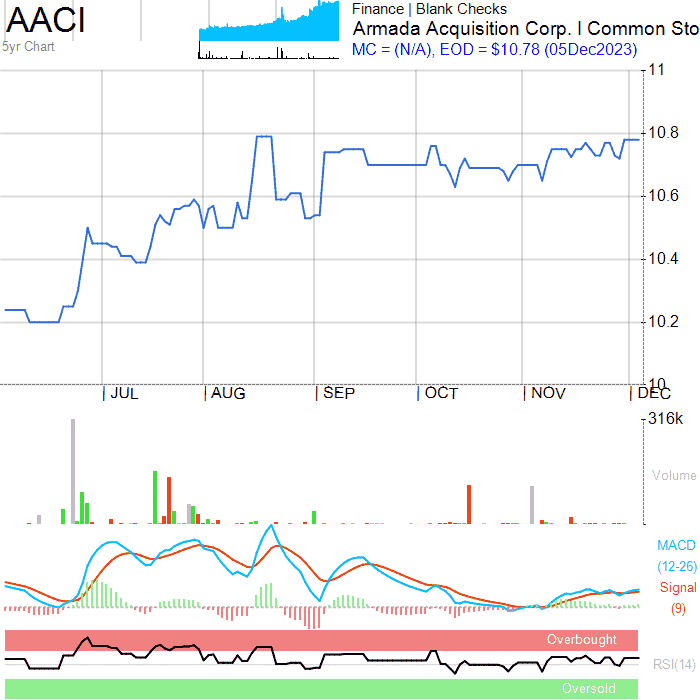 AACI
5yr Chart
Finance | Blank Checks
Armada Acquisition Corp. I Common Sto
MC = (N/A), EOD = $10.78 (05Dec2023)
11
10.8
10.6
10.4
10.2
10
JUL AUG SEP OCT NOV DEC
316k
Volume
MACD
(12-26)
Signal
(9)
Overbought
RSI(14)
Oversold